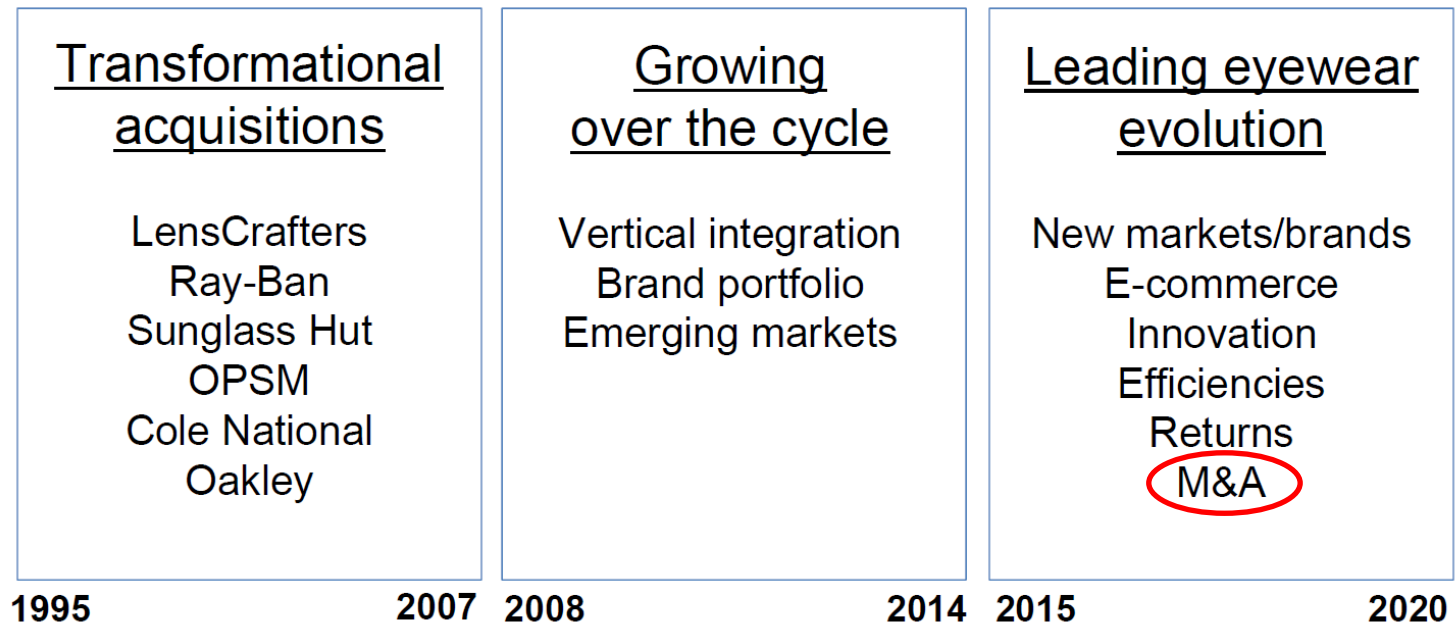 Transformational
acquisitions
LensCrafters
Ray-Ban
Sunglass Hut
OPSM
Cole National
Oakley
1995 2007
Growing
over the cycle
Vertical integration
Brand portfolio
Emerging markets
2008 2014
Leading eyewear
evolution
New markets/brands
E-commerce
Innovation
Efficiencies
Returns
M&A
2015 2020